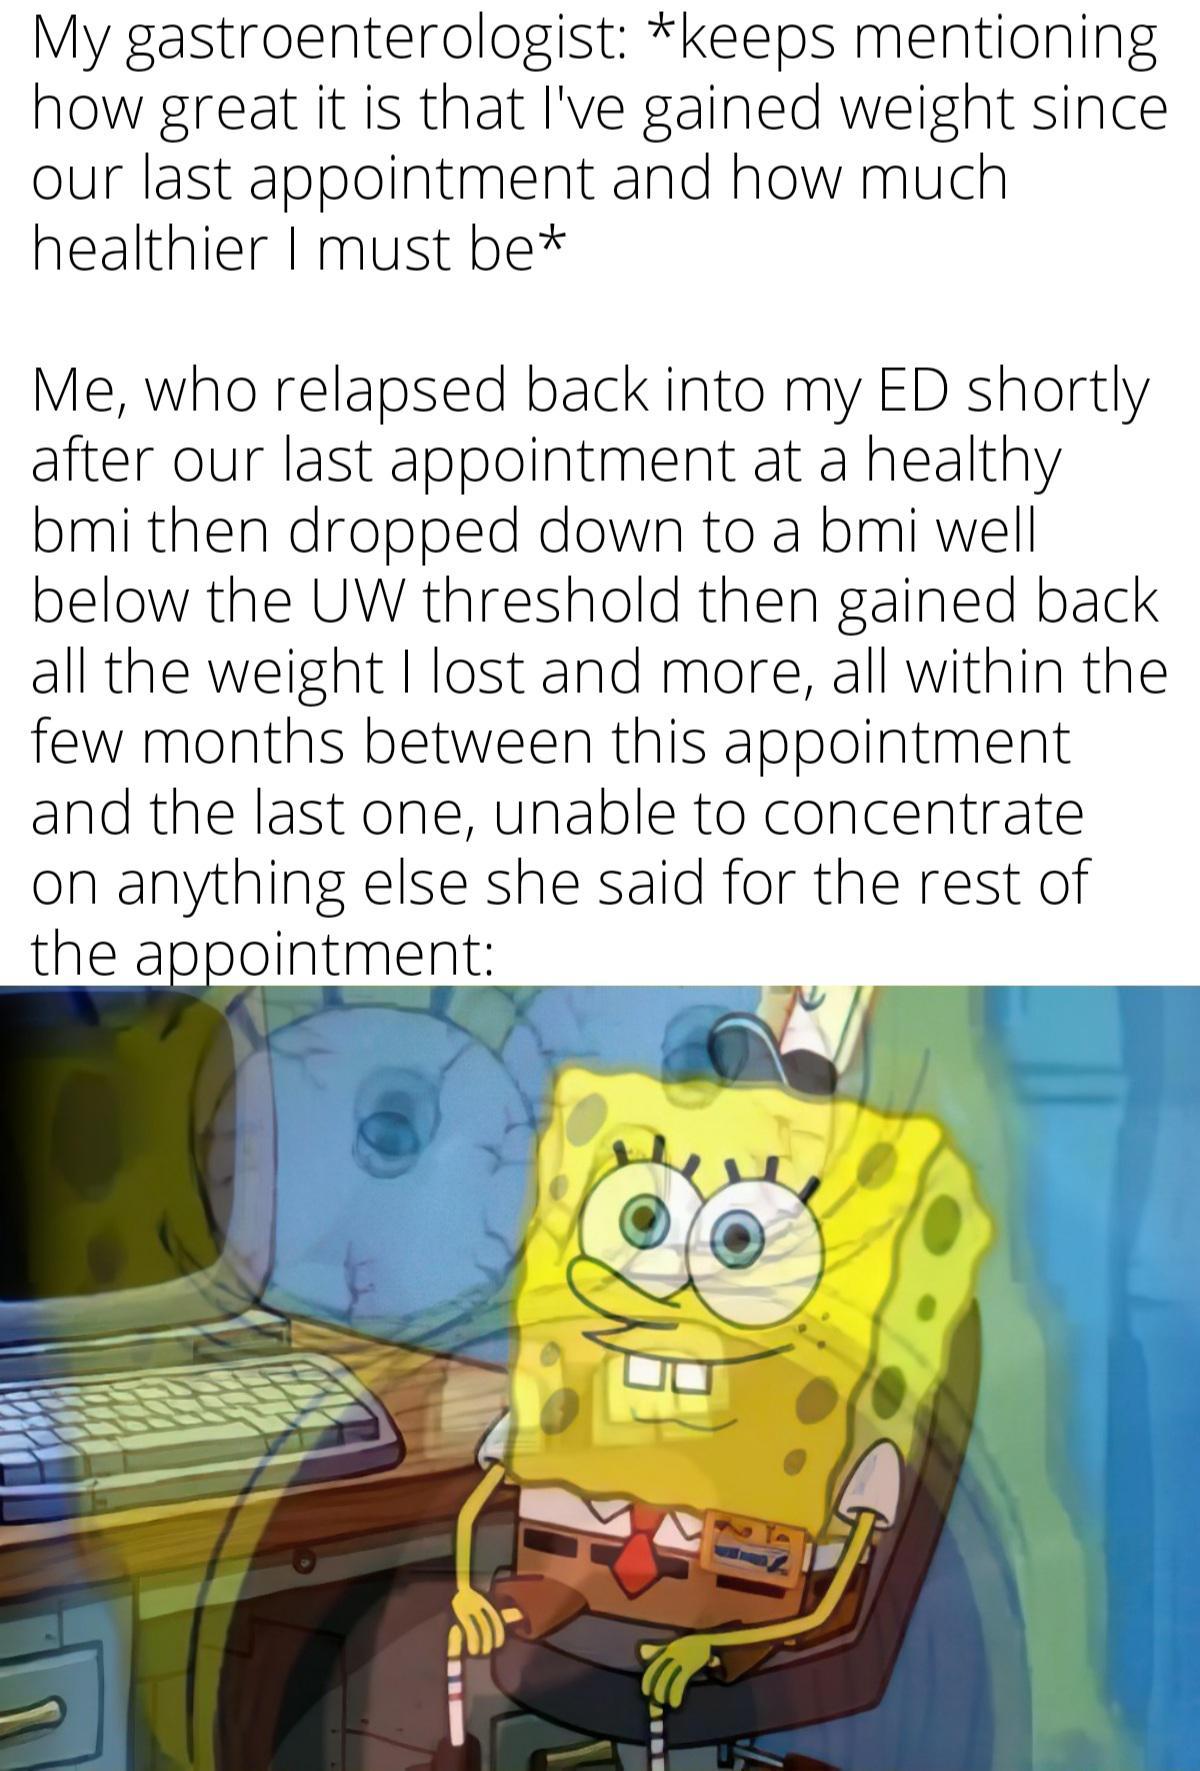 My gastroenterologist: *keeps mentioning
how great it is that I've gained weight since
our last appointment and how much
healthier I must be*
Me, who relapsed back into my ED shortly
after our last appointment at a healthy
bmi then dropped down to a bmi well
below the UW threshold then gained back
all the weight I lost and more, all within the
few months between this appointment
and the last one, unable to concentrate
on anything else she said for the rest of
the appointment: